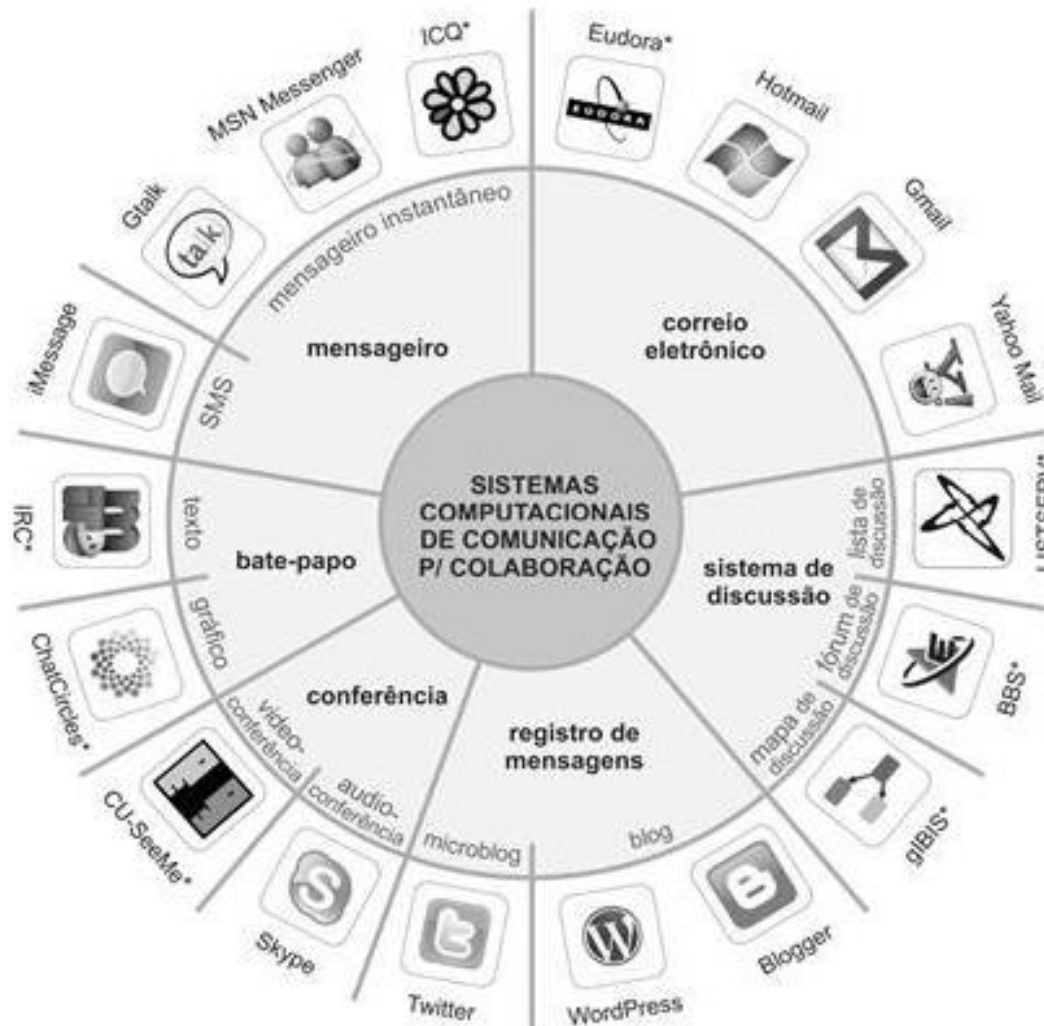 ICQ*
Eudora*
MSN Messenger
Hotmail
Gtalk
Gmail
iMessage
Yahoo Mail
EUDORA
talk
mensageiro instantâneo
SMS
mensageiro
correio
eletrônico
SISTEMAS
COMPUTACIONAIS
DE COMUNICAÇÃO
P/ COLABORAÇÃO
IRC*
texto
bate-papo
gráfico
ChatCircles*
lista de
discussão
sistema de
discussão
fórum de
discussão
BBS*
mapa de
discussão
gIBIS*
conferência
vídeo-
conferência
CU-SeeMe*
audio-
conferência
Skype
registro de
mensagens
microblog
blog
Twitter
WordPress
Blogger